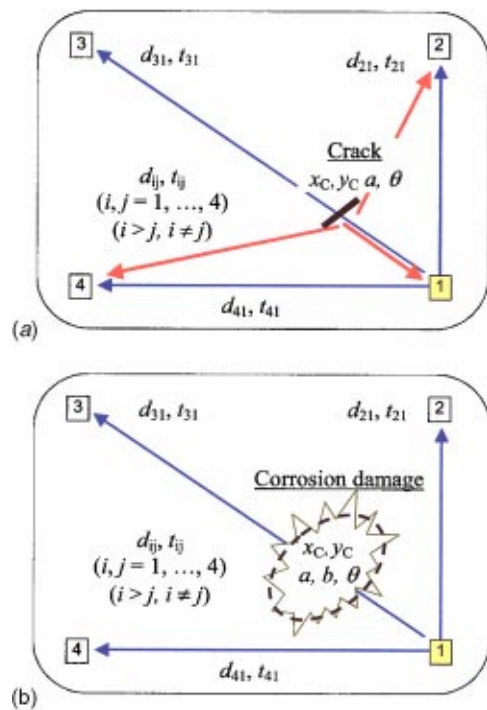 3
2
d31, t31
d21, t21
Crack
xC, yC a, θ
dij, tij
(i, j = 1, ..., 4)
(i > j, i ≠ j)
4
1
d41, t41
(a)
3
2
d31, t31
d21, t21
Corrosion damage
xC, yC
a, b, θ
dij, tij
(i, j = 1, ..., 4)
(i > j, i ≠ j)
4
1
d41, t41
(b)